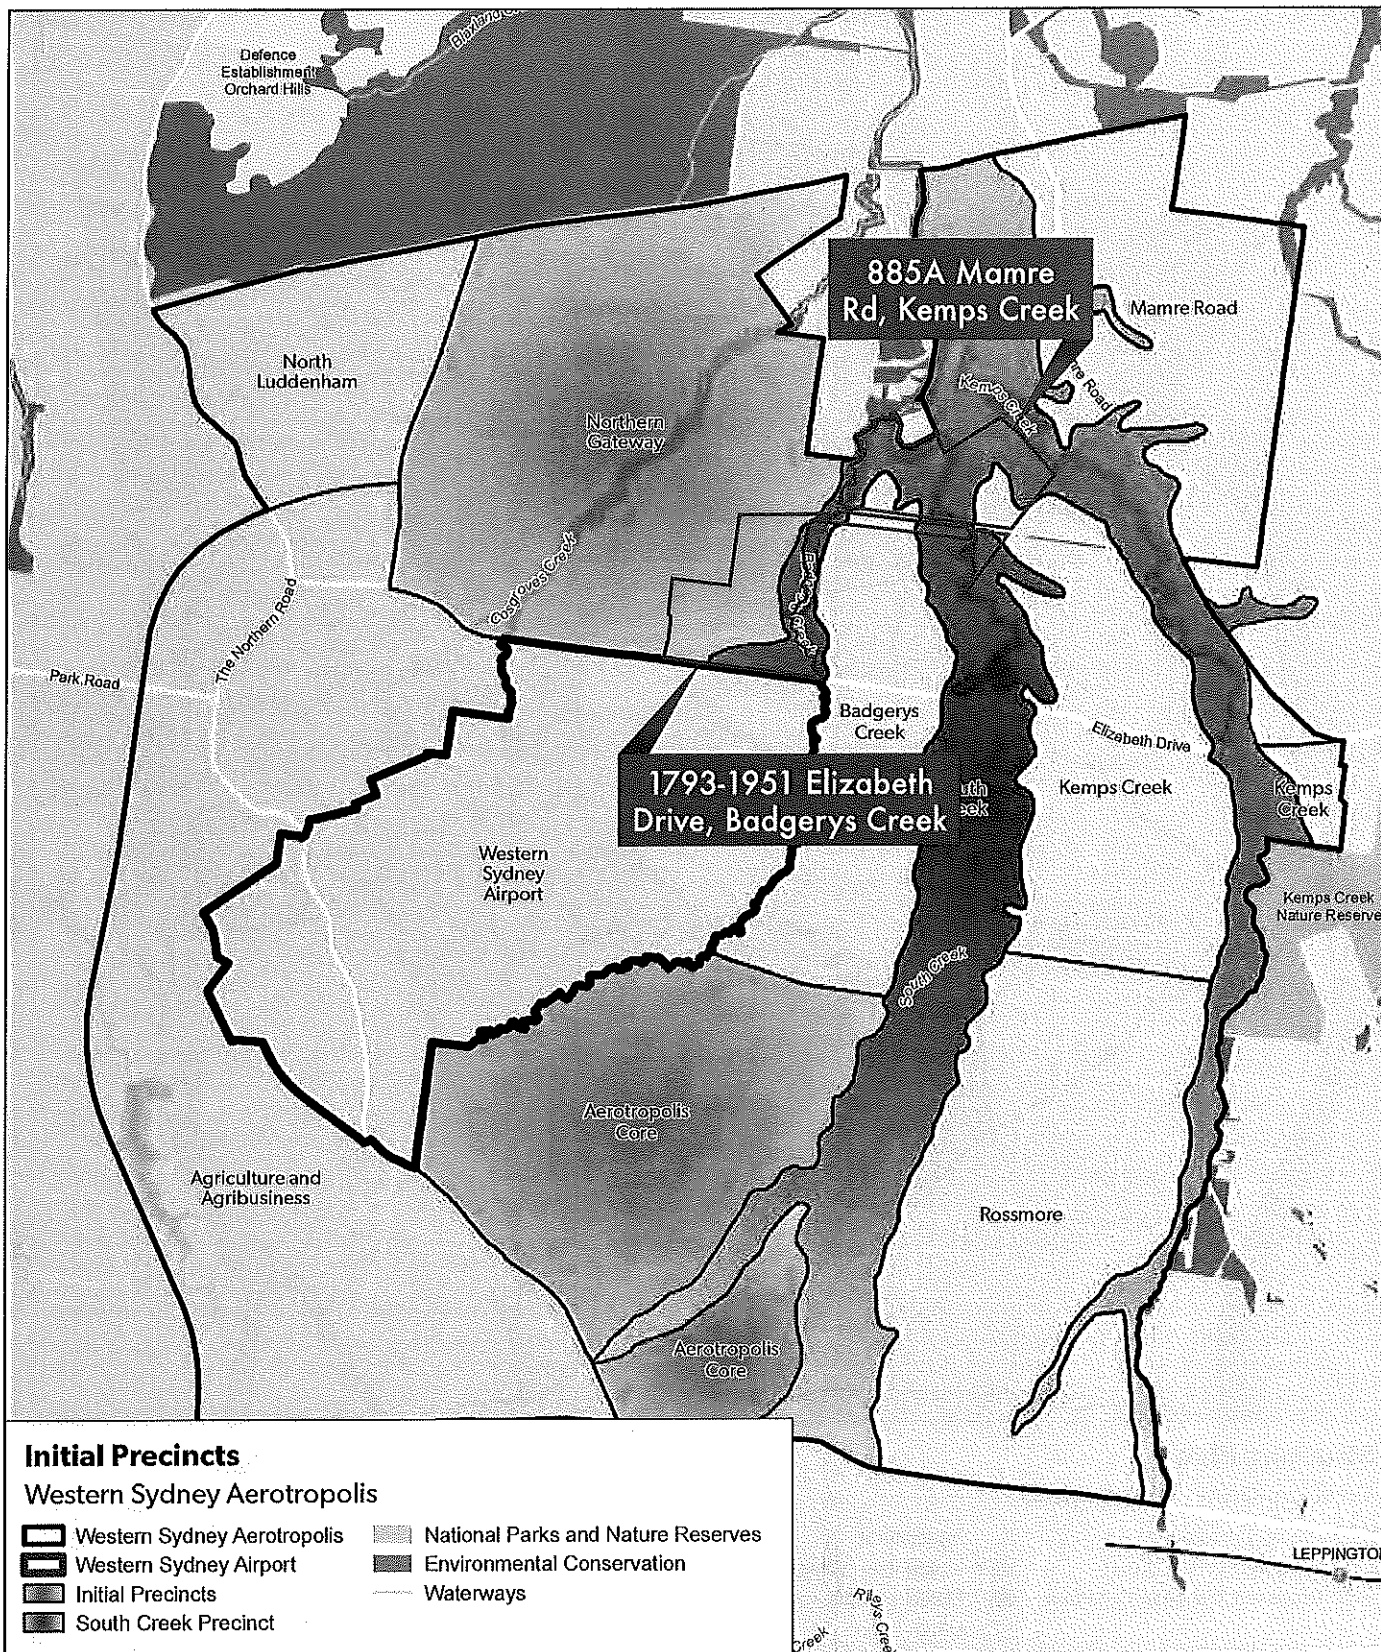 Blaxland
Defence
Establishment
Orchard Hills
885A Mamre
Rd, Kemps Creek
Mamre Road
North
Luddenham
Kemps Creek
Northern
Gateway
Cosgroves Creek
The Northern Road
Park Road
Badgerys
Creek
Elizabeth Drive
1793-1951 Elizabeth
Drive, Badgerys Creek
Kemps Creek
Kemps
Creek
Western
Sydney
Airport
Kemps Creek
Nature Reserve
South Creek
Aerotropolis
Core
Agriculture and
Agribusiness
Rossmore
Aerotropolis
Core
Initial Precincts
Western Sydney Aerotropolis
Western Sydney Aerotropolis
Western Sydney Airport
Initial Precincts
South Creek Precinct
National Parks and Nature Reserves
Environmental Conservation
Waterways
LEPPINGTON
Rileys Creek
Creek